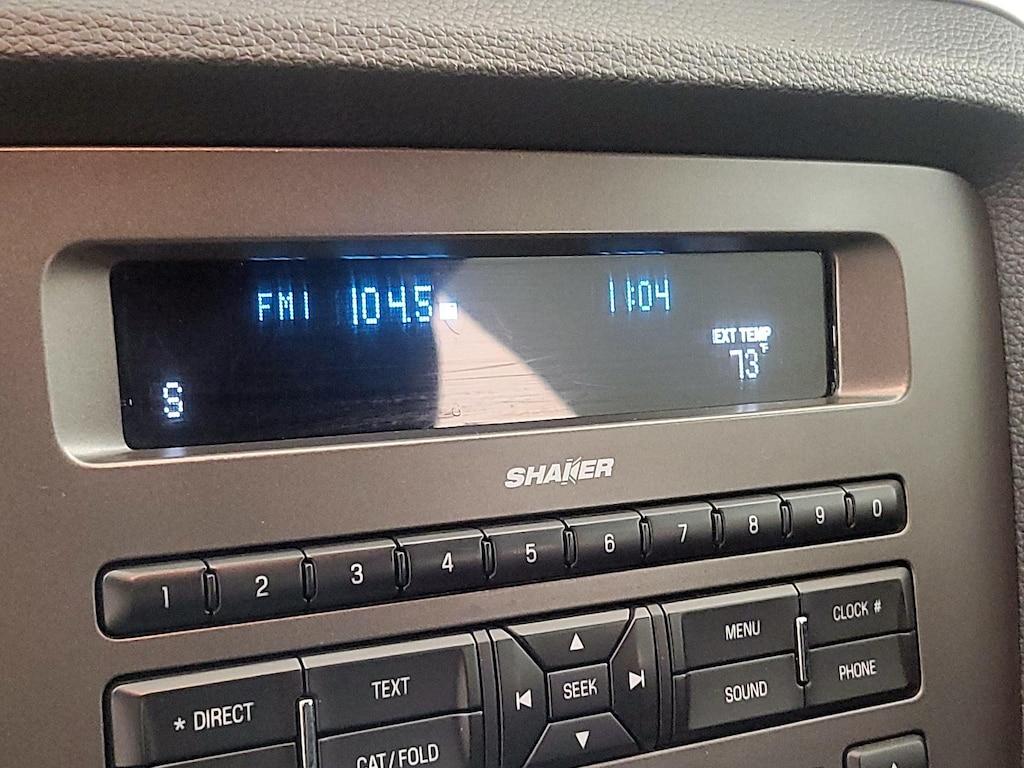 FM1 104.5 11:04
EXT TEMP
73°F
S
SHAKER
1 2 3 4 5 6 7 8 9 0
* DIRECT TEXT SEEK MENU CLOCK #
CAT/FOLD SOUND PHONE